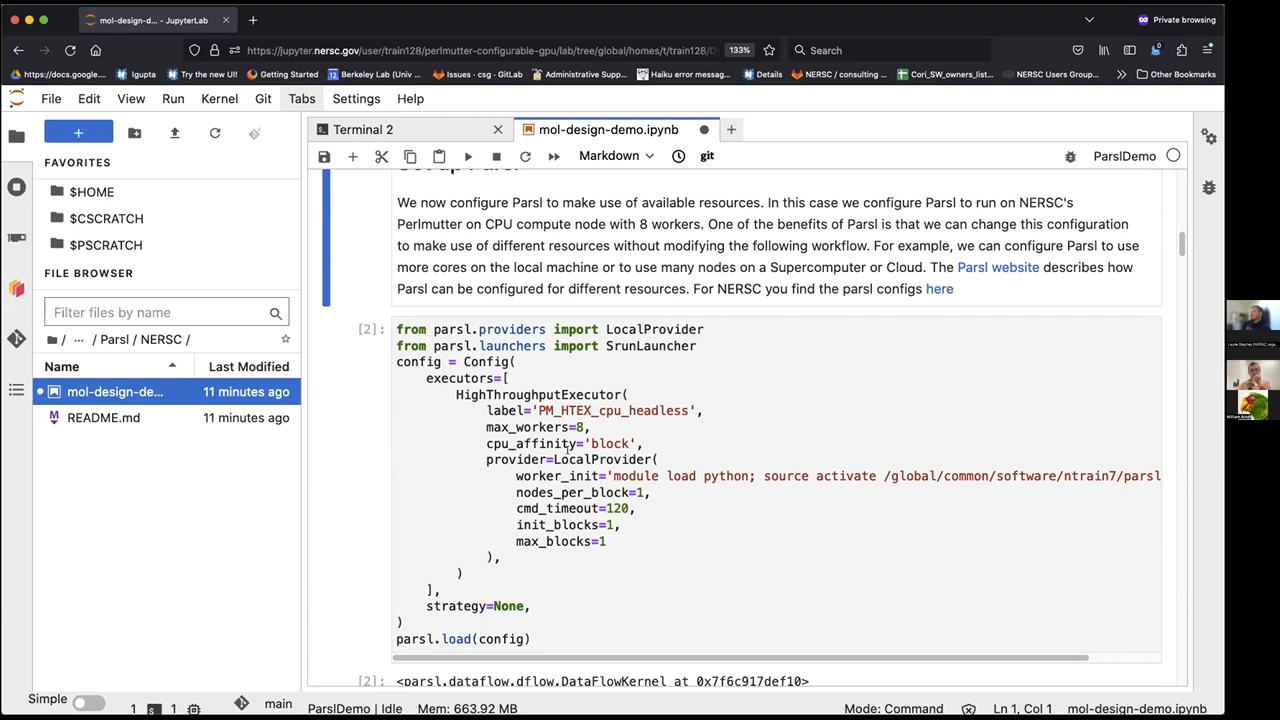 mol-design-d... - JupyterLab
Private browsing
https://jupyter.nersc.gov/user/train128/perlmutter-configurable-gpu/lab/tree/global/homes/t/train128/D
133%
Search
https://docs.google....
lgupta
Try the new UI!
Getting Started
Berkeley Lab (Univ ...
Issues · csg · GitLab
Administrative Supp...
Haiku error messag...
Details
NERSC / consulting ...
Cori_SW_owners_list...
NERSC Users Group...
Other Bookmarks
File Edit View Run Kernel Git Tabs Settings Help
Terminal 2
mol-design-demo.ipynb
Markdown
git
ParslDemo
FAVORITES
$HOME
$CSCRATCH
$PSCRATCH
FILE BROWSER
Filter files by name
/ ... / Parsl / NERSC /
Name Last Modified
mol-design-de... 11 minutes ago
README.md 11 minutes ago
We now configure Parsl to make use of available resources. In this case we configure Parsl to run on NERSC's
Perlmutter on CPU compute node with 8 workers. One of the benefits of Parsl is that we can change this configuration
to make use of different resources without modifying the following workflow. For example, we can configure Parsl to use
more cores on the local machine or to use many nodes on a Supercomputer or Cloud. The Parsl website describes how
Parsl can be configured for different resources. For NERSC you find the parsl configs here
[2]:
from parsl.providers import LocalProvider
from parsl.launchers import SrunLauncher
config = Config(
executors=[
HighThroughputExecutor(
label='PM_HTEX_cpu_headless',
max_workers=8,
cpu_affinity='block',
provider=LocalProvider(
worker_init='module load python; source activate /global/common/software/ntrain7/parsl
nodes_per_block=1,
cmd_timeout=120,
init_blocks=1,
max_blocks=1
),
)
],
strategy=None,
)
parsl.load(config)
[2]: <parsl.dataflow.dflow.DataFlowKernel at 0x7f6c917def10>
Simple
1
1
main
ParslDemo | Idle
Mem: 663.92 MB
Mode: Command
Ln 1, Col 1
mol-design-demo.ipynb